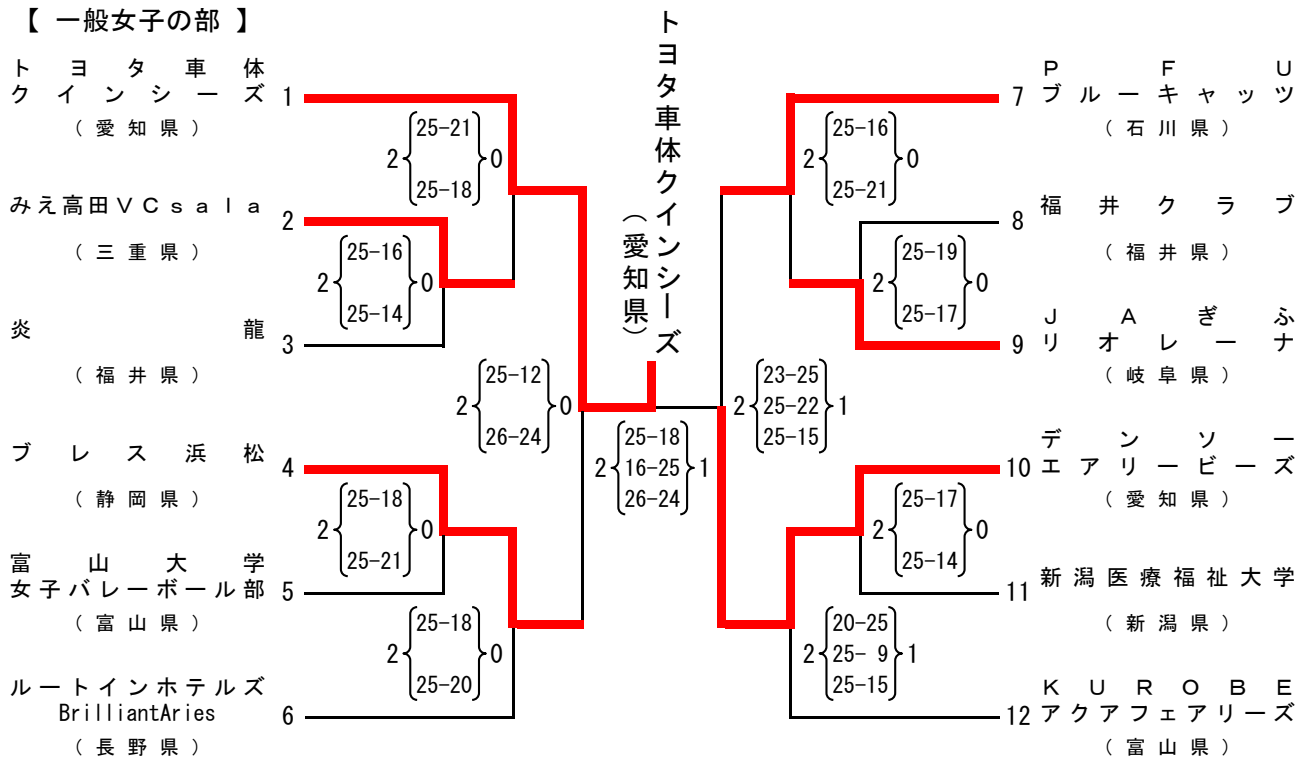 【 一般女子の部 】
トヨタ車体クインシーズ
（愛知県）
トヨタ車体
クインシーズ 1
（愛知県）
2 25-21 0
25-18
みえ高田ＶＣｓａｌａ 2
（三重県）
2 25-16 0
25-14
炎龍 3
（福井県）
2 25-12 0
26-24
ブレス浜松 4
（静岡県）
2 25-18 0
25-21
富山大学
女子バレーボール部 5
（富山県）
2 25-18 0
25-20
ルートインホテルズ
BrilliantAries 6
（長野県）
2 25-18 1
16-25
26-24
ＰＦＵ
7 ブルーキャッツ
（石川県）
2 25-16 0
25-21
8 福井クラブ
（福井県）
2 25-19 0
25-17
ＪＡぎふ
9 リオレーナ
（岐阜県）
2 23-25 1
25-22
25-15
デンソー
10 エアリービーズ
（愛知県）
2 25-17 0
25-14
11 新潟医療福祉大学
（新潟県）
2 20-25 1
25- 9
25-15
ＫＵＲＯＢＥ
12 アクアフェアリーズ
（富山県）